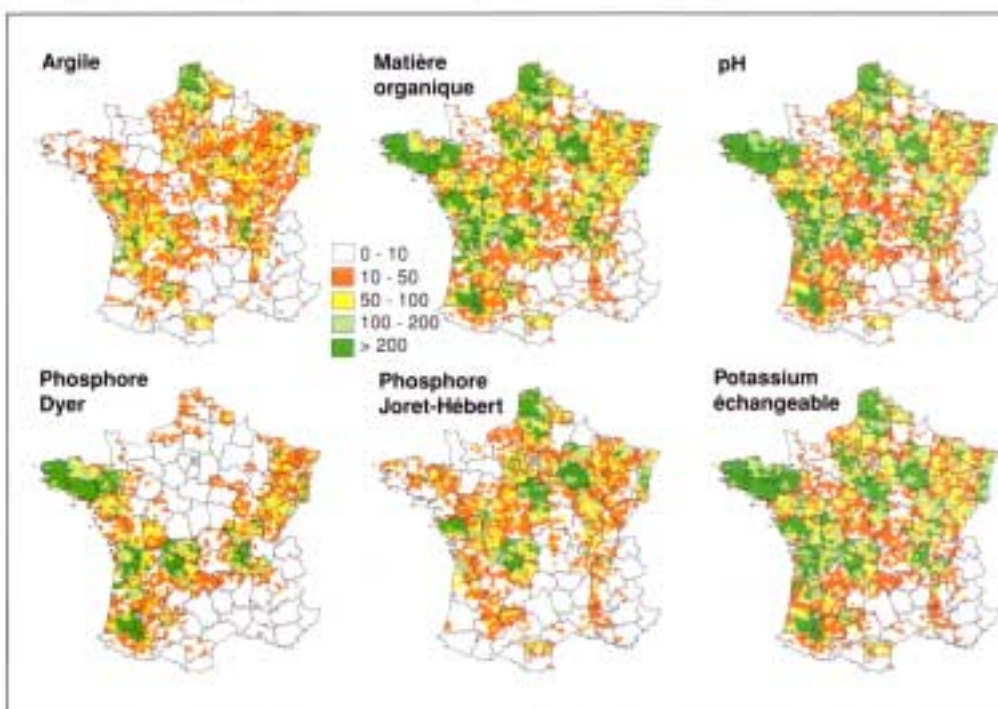 Argile
Matière
organique
pH
0 - 10
10 - 50
50 - 100
100 - 200
> 200
Phosphore
Dyer
Phosphore
Joret-Hébert
Potassium
échangeable